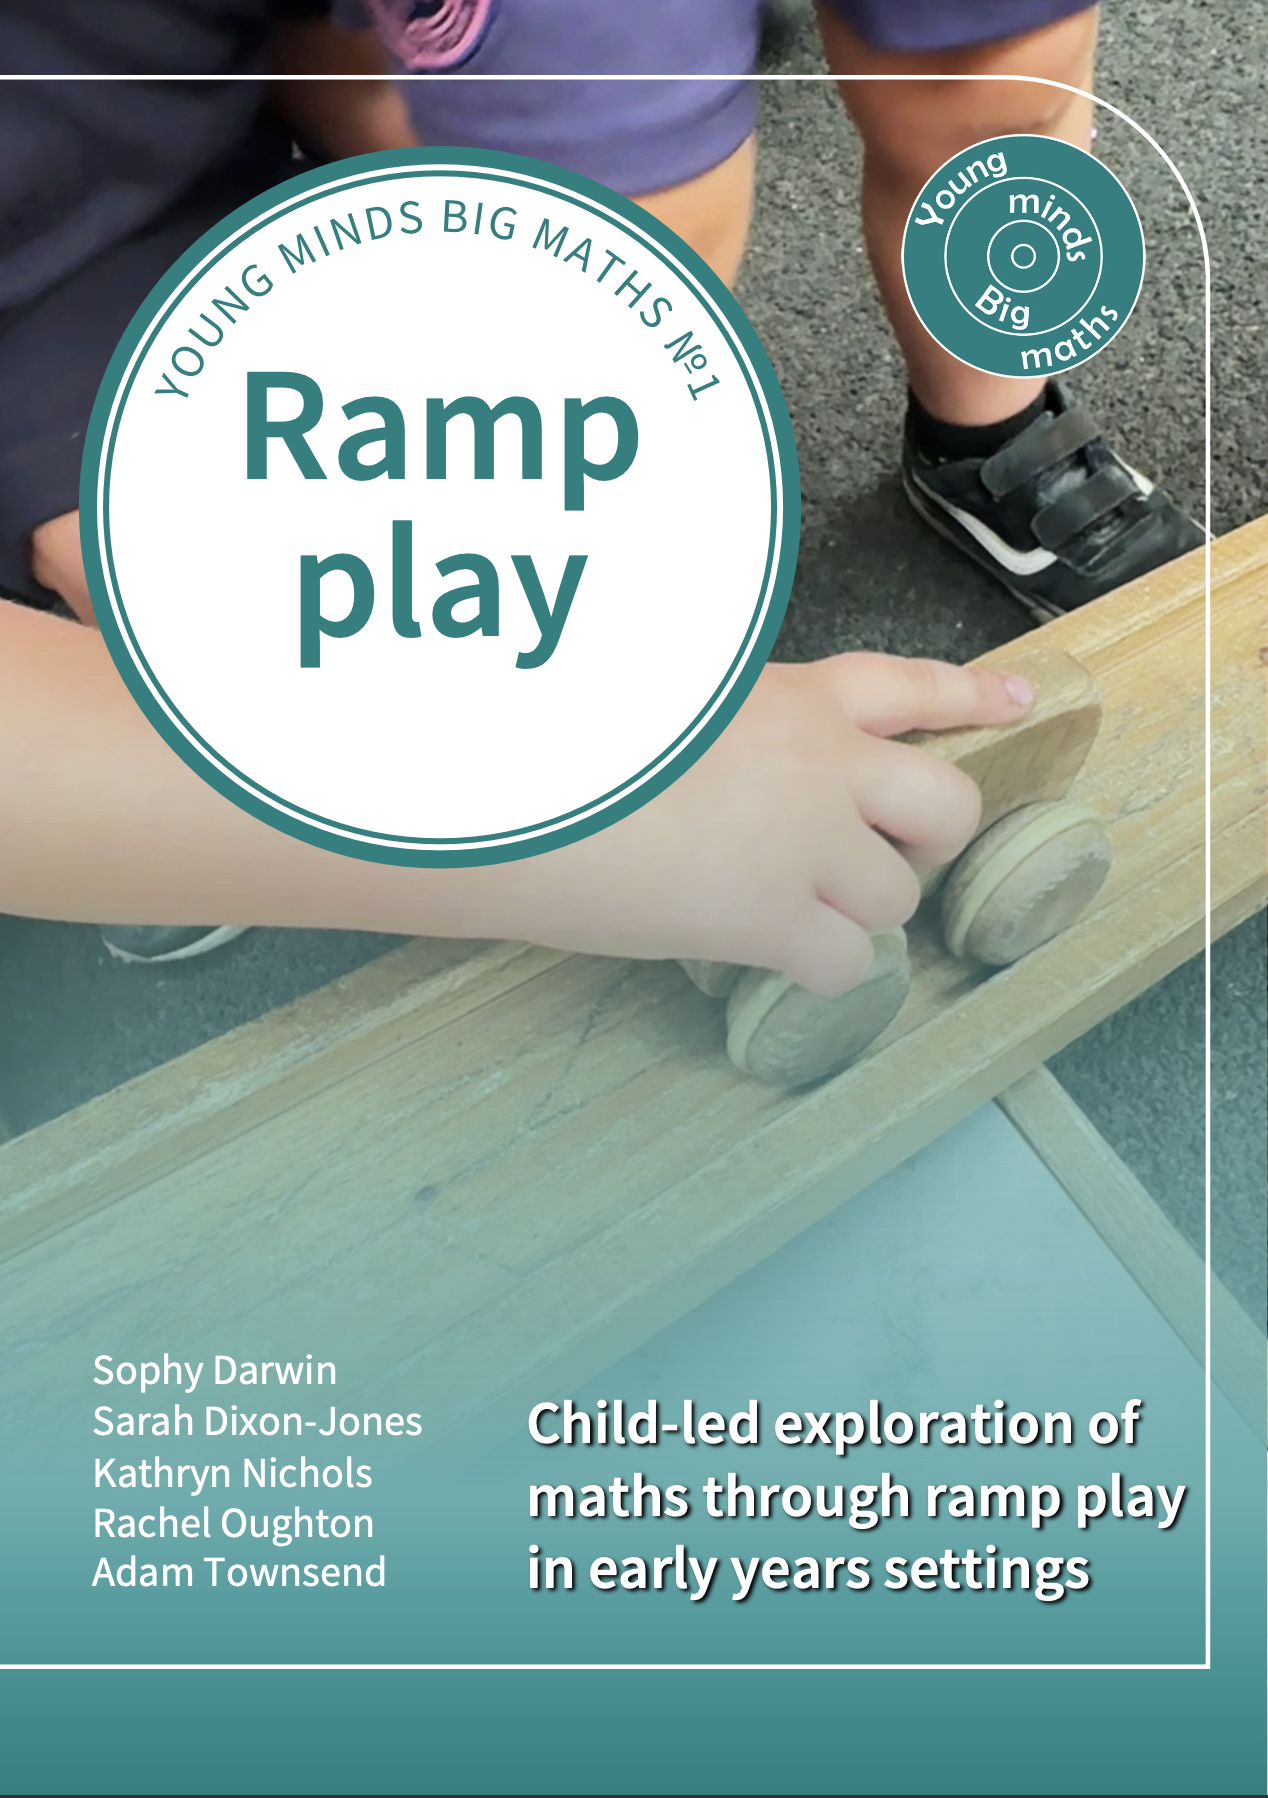 YOUNG MINDS BIG MATHS №1
Ramp
play
Young
minds
Big
maths
Sophy Darwin
Sarah Dixon-Jones
Kathryn Nichols
Rachel Oughton
Adam Townsend
Child-led exploration of
maths through ramp play
in early years settings